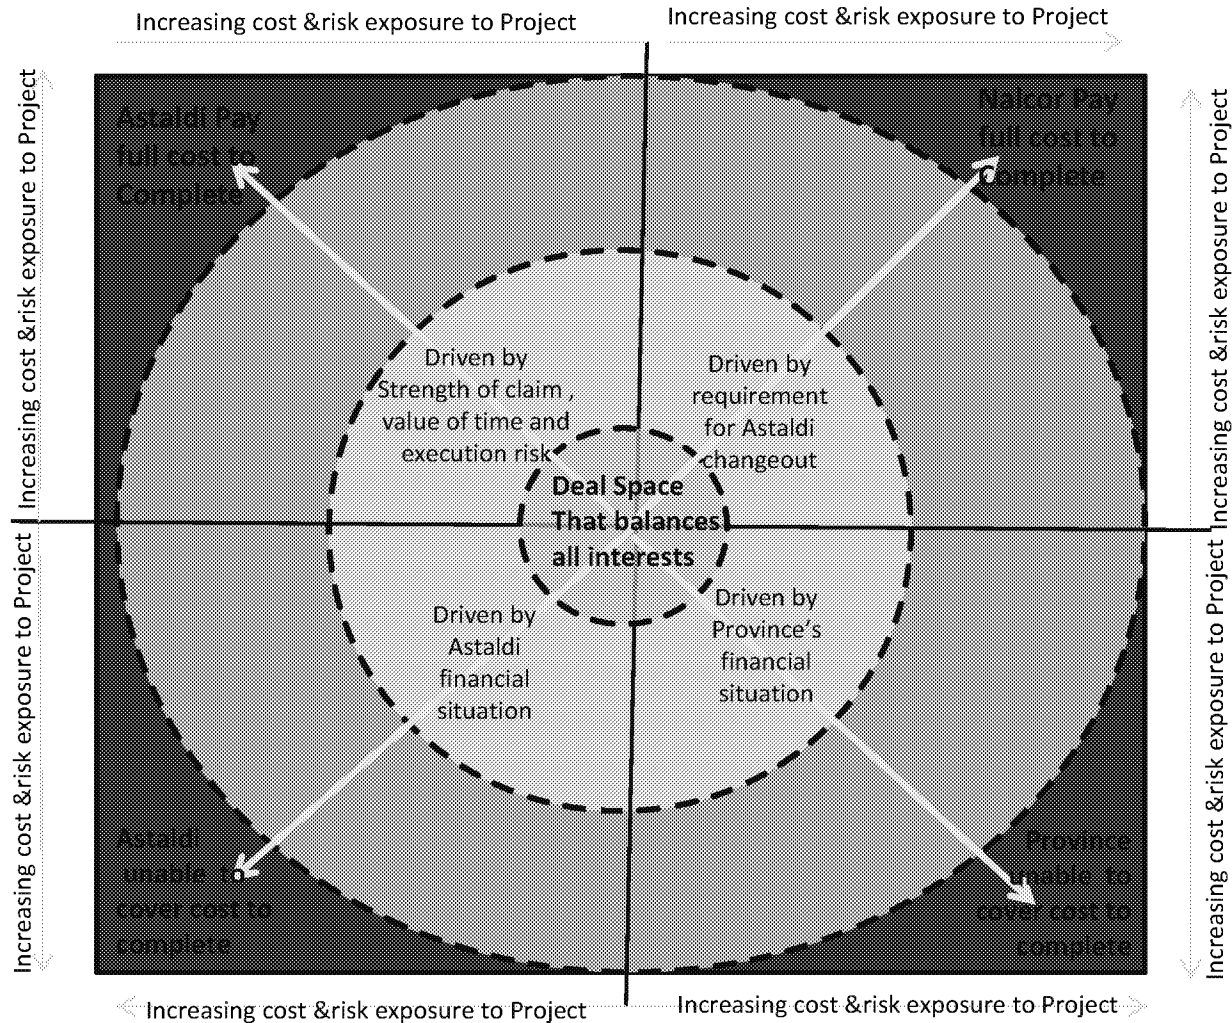 Increasing cost &risk exposure to Project
Increasing cost &risk exposure to Project
Increasing cost &risk exposure to Project
Increasing cost &risk exposure to Project
Astaldi Pay
full cost to
Complete
Nalcor Pay
full cost to
Complete
Driven by
Strength of claim ,
value of time and
execution risk
Driven by
requirement
for Astaldi
changeout
Deal Space
That balances
all interests
Driven by
Astaldi
financial
situation
Driven by
Province's
financial
situation
Astaldi
unable to
cover cost to
complete
Province
unable to
cover cost to
complete
Increasing cost &risk exposure to Project
Increasing cost &risk exposure to Project
Increasing cost &risk exposure to Project
Increasing cost &risk exposure to Project